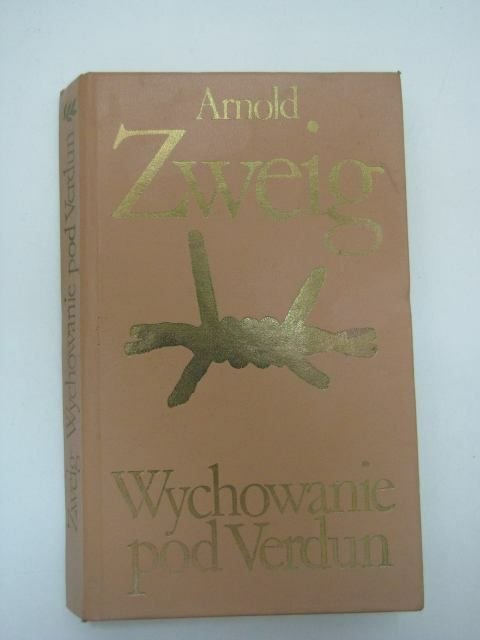 Arnold
Zweig
Wychowanie
pod Verdun
Zweig Wychowanie pod Verdun